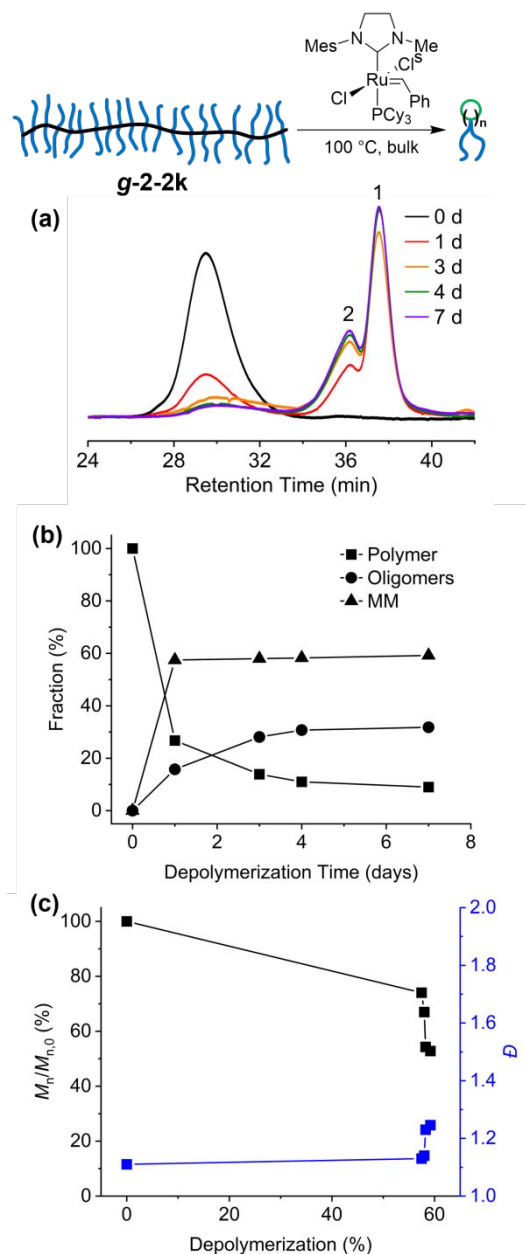 Mes N N Me
Cl s
Ru
Cl Ph
PCy3
( )n
100 °C, bulk
g-2-2k
(a)
1
2
0 d
1 d
3 d
4 d
7 d
24 28 32 36 40
Retention Time (min)
(b)
Polymer
Oligomers
MM
100
80
60
40
20
0
Fraction (%)
0 2 4 6 8
Depolymerization Time (days)
(c)
100
80
60
40
20
0
Mn/Mn,0 (%)
2.0
1.8
1.6
1.4
1.2
1.0
Đ
0 20 40 60
Depolymerization (%)